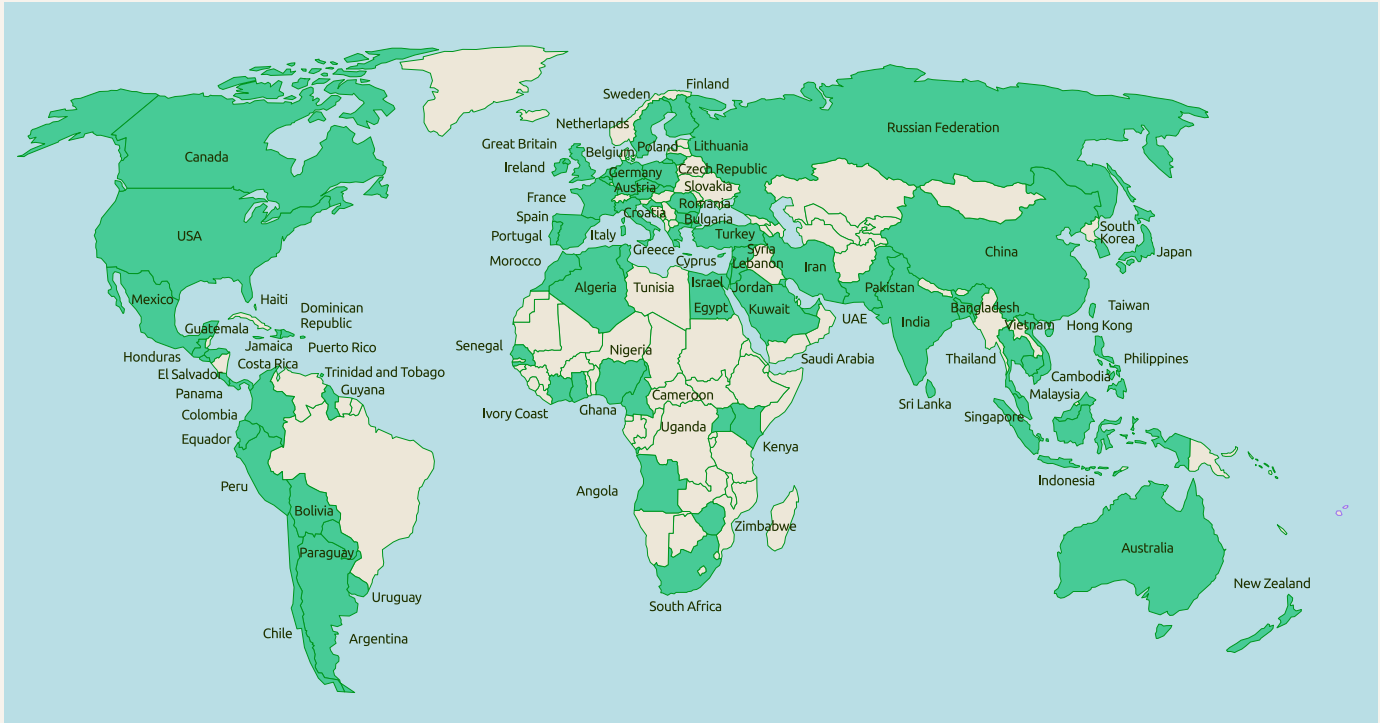 Finland
Sweden
Netherlands
Russian Federation
Great Britain
Belgium
Poland
Lithuania
Canada
Ireland
Germany
Czech Republic
Austria
Slovakia
France
Romania
Croatia
Bulgaria
Spain
USA
Portugal
Italy
Turkey
South
Korea
Greece
Syria
China
Japan
Morocco
Cyprus
Lebanon
Iran
Algeria
Tunisia
Israel
Jordan
Pakistan
Mexico
Haiti
Dominican
Republic
Egypt
Kuwait
Bangladesh
Taiwan
Guatemala
UAE
India
Vietnam
Hong Kong
Jamaica
Puerto Rico
Senegal
Nigeria
Honduras
Costa Rica
Saudi Arabia
Thailand
Philippines
El Salvador
Trinidad and Tobago
Cambodia
Panama
Guyana
Cameroon
Malaysia
Colombia
Ivory Coast
Ghana
Sri Lanka
Singapore
Equador
Uganda
Kenya
Peru
Angola
Indonesia
Bolivia
Zimbabwe
Paraguay
Australia
New Zealand
Uruguay
South Africa
Chile
Argentina